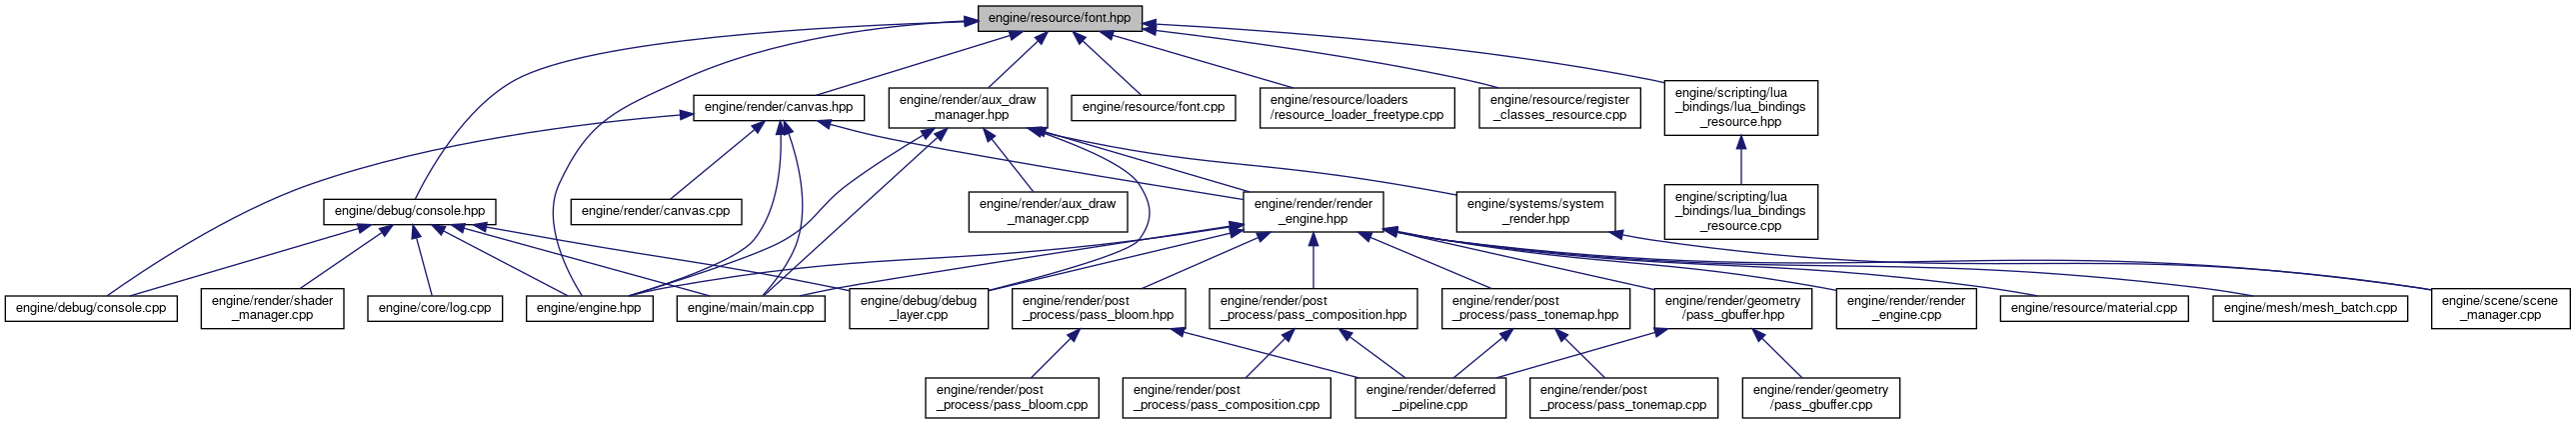 engine/resource/font.hpp
engine/render/canvas.hpp
engine/render/aux_draw
_manager.hpp
engine/resource/font.cpp
engine/resource/loaders
/resource_loader_freetype.cpp
engine/resource/register
_classes_resource.cpp
engine/scripting/lua
_bindings/lua_bindings
_resource.hpp
engine/debug/console.hpp
engine/render/canvas.cpp
engine/render/aux_draw
_manager.cpp
engine/render/render
_engine.hpp
engine/systems/system
_render.hpp
engine/scripting/lua
_bindings/lua_bindings
_resource.cpp
engine/debug/console.cpp
engine/render/shader
_manager.cpp
engine/core/log.cpp
engine/engine.hpp
engine/main/main.cpp
engine/debug/debug
_layer.cpp
engine/render/post
_process/pass_bloom.hpp
engine/render/post
_process/pass_composition.hpp
engine/render/post
_process/pass_tonemap.hpp
engine/render/geometry
/pass_gbuffer.hpp
engine/render/render
_engine.cpp
engine/resource/material.cpp
engine/mesh/mesh_batch.cpp
engine/scene/scene
_manager.cpp
engine/render/post
_process/pass_bloom.cpp
engine/render/post
_process/pass_composition.cpp
engine/render/deferred
_pipeline.cpp
engine/render/post
_process/pass_tonemap.cpp
engine/render/geometry
/pass_gbuffer.cpp